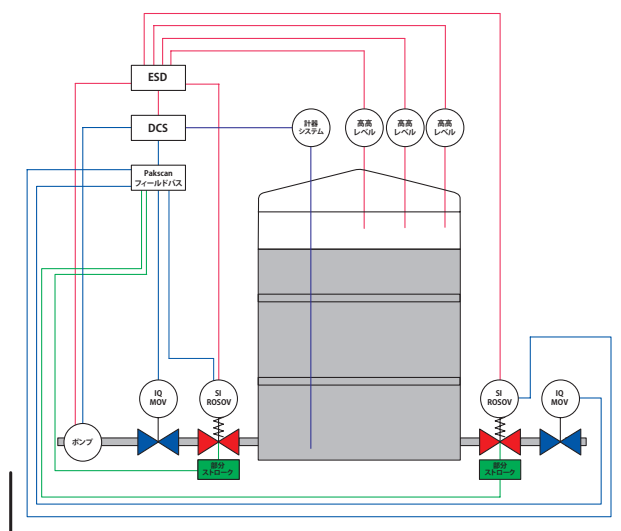 ESD
DCS
計器
システム
高高
レベル
高高
レベル
高高
レベル
Pakscan
フィールドバス
IQ
MOV
SI
ROSOV
SI
ROSOV
IQ
MOV
ポンプ
部分
ストローク
部分
ストローク